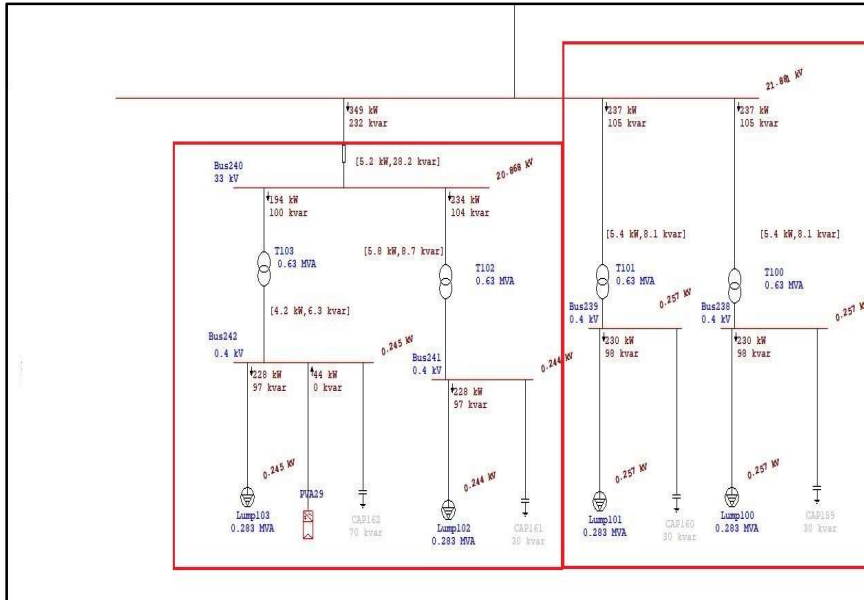 21.881 kV
349 kW
232 kvar
237 kW
105 kvar
237 kW
105 kvar
[5.2 kW,28.2 kvar]
Bus240
33 kV
20.868 kV
194 kW
100 kvar
234 kW
104 kvar
[5.4 kW,8.1 kvar]
[5.4 kW,8.1 kvar]
T103
0.63 MVA
[5.8 kW,8.7 kvar]
T102
0.63 MVA
T101
0.63 MVA
T100
0.63 MVA
[4.2 kW,6.3 kvar]
Bus239
0.4 kV
0.257 kV
Bus238
0.4 kV
0.257 kV
Bus242
0.4 kV
0.245 kV
Bus241
0.4 kV
0.244 kV
230 kW
98 kvar
230 kW
98 kvar
228 kW
97 kvar
44 kW
0 kvar
228 kW
97 kvar
0.245 kV
0.244 kV
0.257 kV
0.257 kV
PVA29
Lump103
0.283 MVA
CAP162
70 kvar
Lump102
0.283 MVA
CAP161
30 kvar
Lump101
0.283 MVA
CAP160
30 kvar
Lump100
0.283 MVA
CAP159
30 kvar